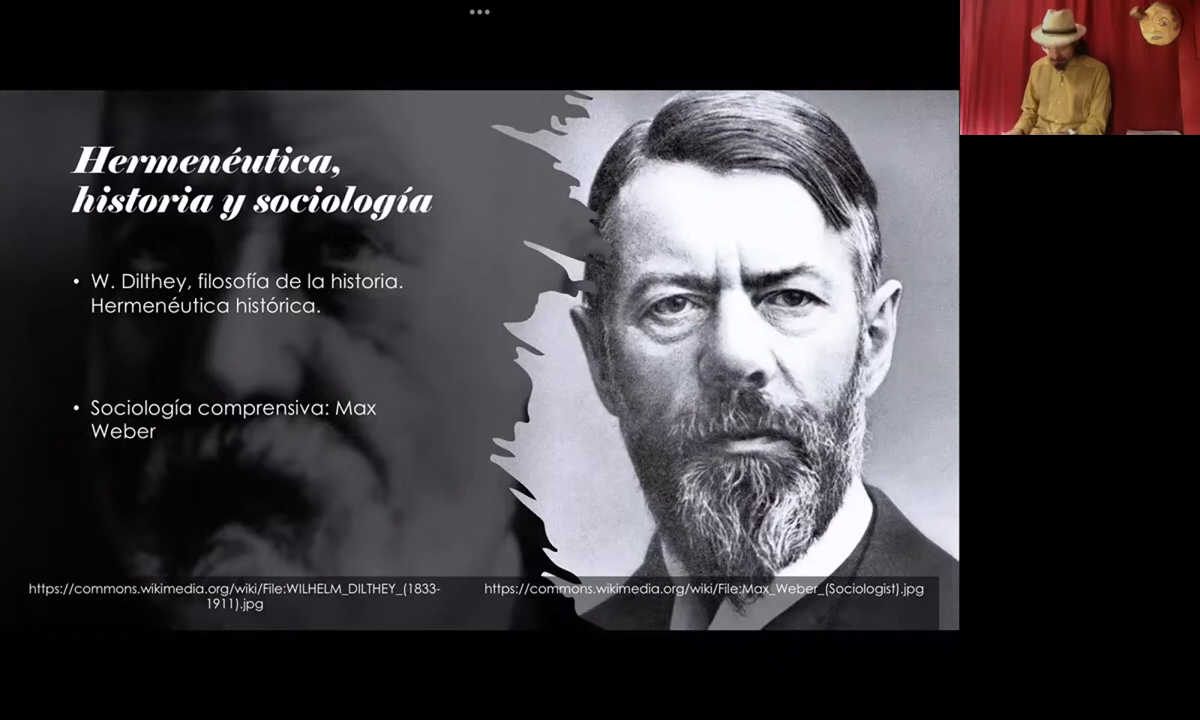 Hermenéutica,
historia y sociología
• W. Dilthey, filosofía de la historia.
Hermenéutica histórica.
• Sociología comprensiva: Max
Weber
https://commons.wikimedia.org/wiki/File:WILHELM_DILTHEY_(1833-
1911).jpg
https://commons.wikimedia.org/wiki/File:Max_Weber_(Sociologist).jpg